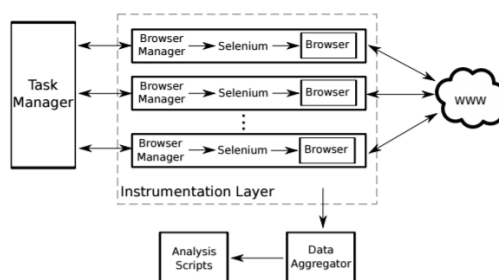 Task
Manager
Browser
Manager
Selenium
Browser
Browser
Manager
Selenium
Browser
...
Browser
Manager
Selenium
Browser
www
Instrumentation Layer
Analysis
Scripts
Data
Aggregator